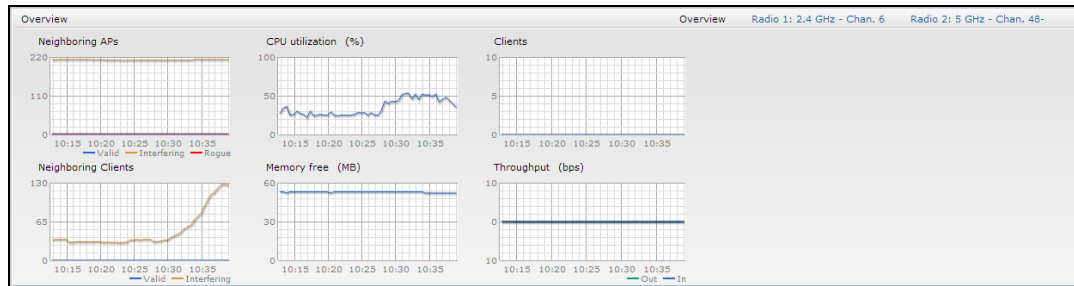 Overview Overview Radio 1: 2.4 GHz - Chan. 6 Radio 2: 5 GHz - Chan. 48-
Neighboring APs
220
110
0
10:15 10:20 10:25 10:30 10:35
Valid Interfering Rogue
CPU utilization (%)
100
50
0
10:15 10:20 10:25 10:30 10:35
Clients
10
5
0
10:15 10:20 10:25 10:30 10:35
Neighboring Clients
130
65
0
10:15 10:20 10:25 10:30 10:35
Valid Interfering
Memory free (MB)
60
30
0
10:15 10:20 10:25 10:30 10:35
Throughput (bps)
10
0
10
10:15 10:20 10:25 10:30 10:35
Out In